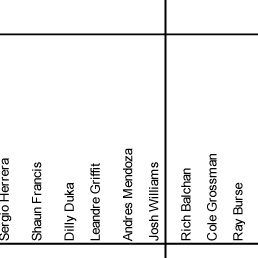 Sergio Herrera
Shaun Francis
Dilly Duka
Leandre Griffit
Andres Mendoza
Josh Williams
Rich Balchan
Cole Grossman
Ray Burse